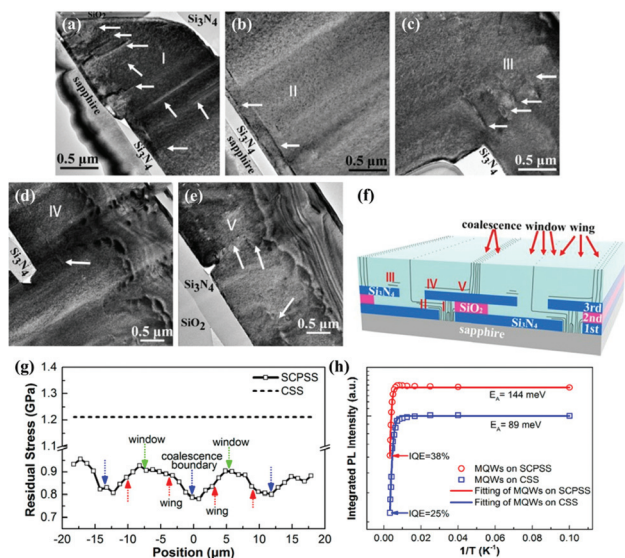 (a)
SiO2
Si3N4
I
sapphire
Si3N4
0.5 µm
(b)
II
Si3N4
sapphire
0.5 µm
(c)
III
Si3N4
0.5 µm
(d)
IV
Si3N4
0.5 µm
(e)
V
Si3N4
SiO2
0.5 µm
(f)
coalescence window wing
III
IV
V
Si3N4
II
I
SiO2
Si3N4
3rd
2nd
1st
sapphire
(g)
SCPSS
CSS
window
window
coalescence
boundary
wing
wing
Residual Stress (GPa)
1.4
1.3
1.2
1.1
1.0
0.9
0.8
0.7
-20
-15
-10
-5
0
5
10
15
20
Position (µm)
(h)
EA= 144 meV
EA= 89 meV
IQE=38%
IQE=25%
MQWs on SCPSS
MQWs on CSS
Fitting of MQWs on SCPSS
Fitting of MQWs on CSS
Integrated PL Intensity (a.u.)
0.00
0.02
0.04
0.06
0.08
0.10
1/T (K-1)